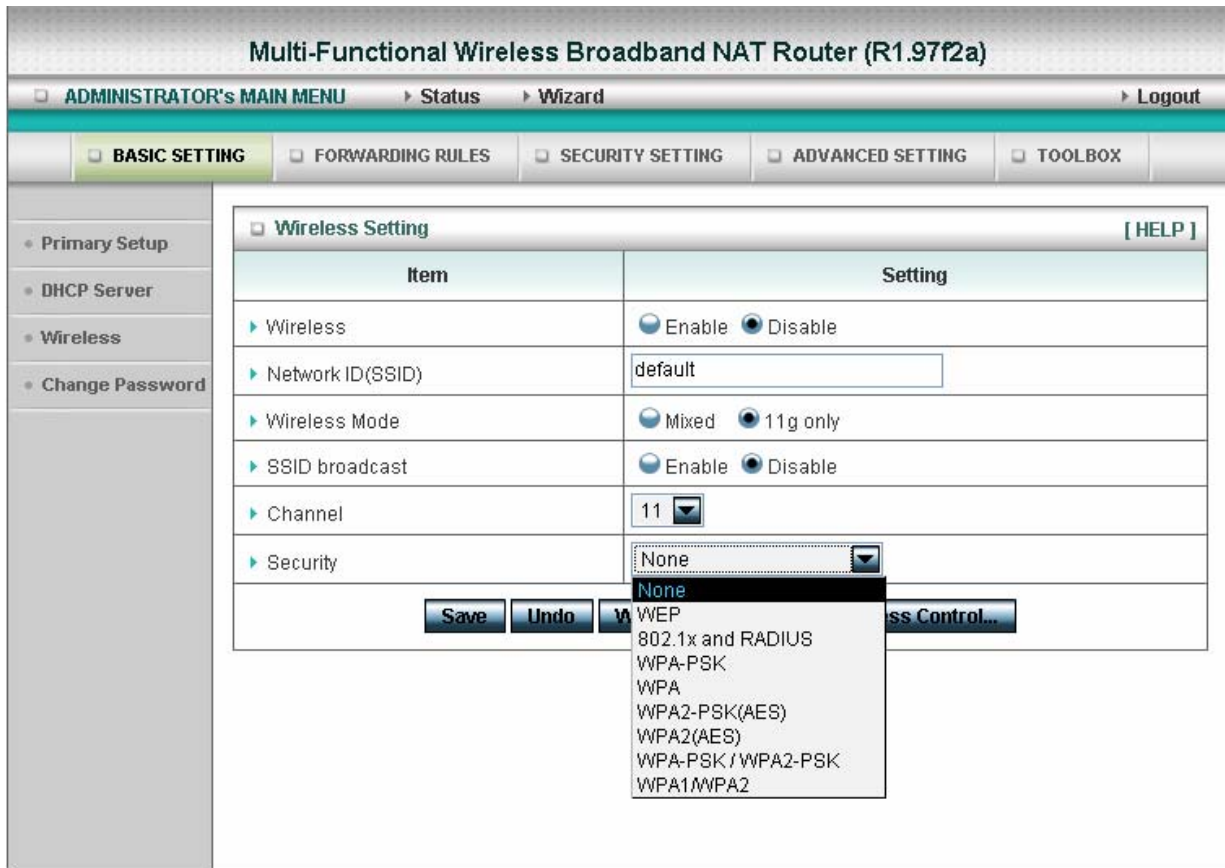 Multi-Functional Wireless Broadband NAT Router (R1.97f2a)
ADMINISTRATOR's MAIN MENU Status Wizard Logout
BASIC SETTING FORWARDING RULES SECURITY SETTING ADVANCED SETTING TOOLBOX
Primary Setup
DHCP Server
Wireless
Change Password
Wireless Setting [ HELP ]
Item Setting
Wireless Enable Disable
Network ID(SSID) default
Wireless Mode Mixed 11g only
SSID broadcast Enable Disable
Channel 11
Security None
Save Undo Control...
None
WEP
802.1x and RADIUS
WPA-PSK
WPA
WPA2-PSK(AES)
WPA2(AES)
WPA-PSK / WPA2-PSK
WPA1/WPA2